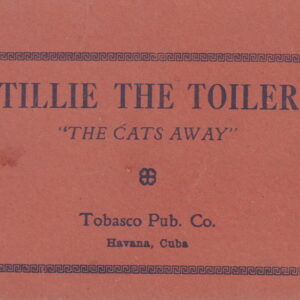 TILLIE THE TOILER
"THE CATS AWAY"
Tobasco Pub. Co.
Havana, Cuba